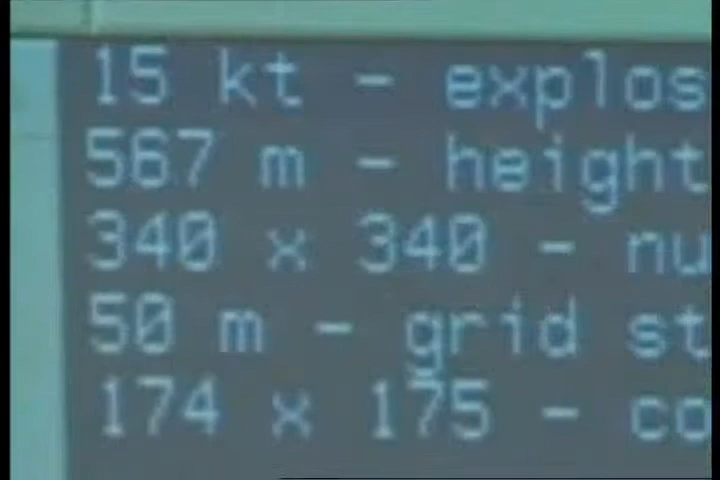 15 kt - explos
567 m - height
340 x 340 - nu
50 m - grid st
174 x 175 - co